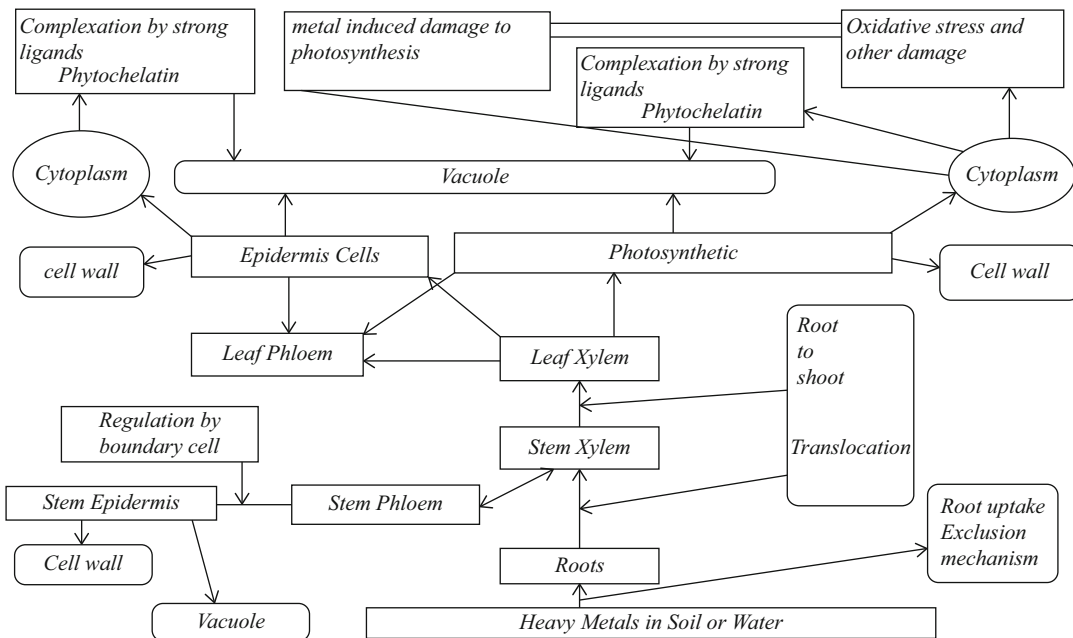 Complexation by strong
ligands
Phytochelatin
metal induced damage to
photosynthesis
Oxidative stress and
other damage
Complexation by strong
ligands
Phytochelatin
Cytoplasm
Vacuole
Cytoplasm
cell wall
Epidermis Cells
Photosynthetic
Cell wall
Leaf Phloem
Leaf Xylem
Root
to
shoot
Translocation
Regulation by
boundary cell
Stem Xylem
Stem Epidermis
Stem Phloem
Root uptake
Exclusion
mechanism
Cell wall
Roots
Vacuole
Heavy Metals in Soil or Water